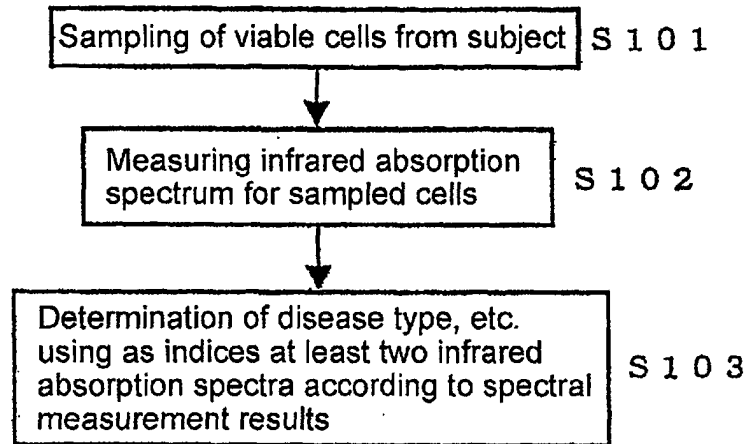 Sampling of viable cells from subject S 1 0 1
Measuring infrared absorption
spectrum for sampled cells
S 1 0 2
Determination of disease type, etc.
using as indices at least two infrared
absorption spectra according to spectral
measurement results
S 1 0 3